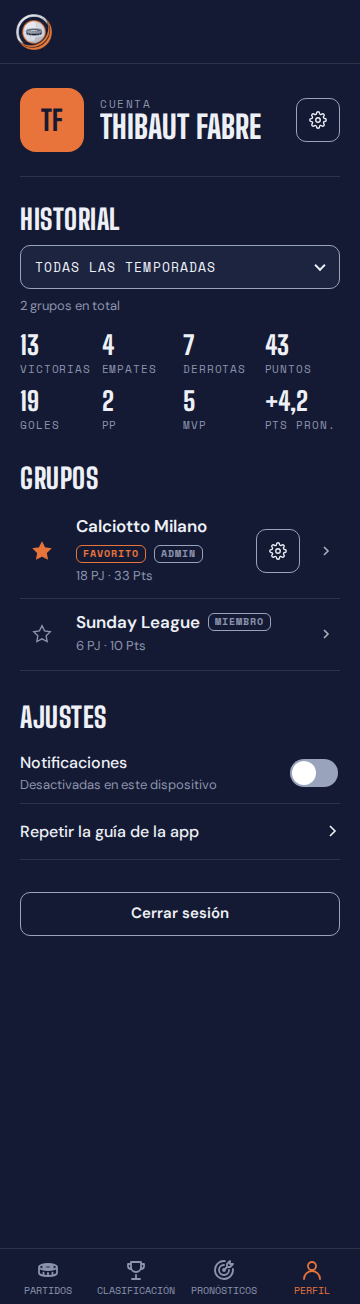 TF
CUENTA
THIBAUT FABRE
HISTORIAL
TODAS LAS TEMPORADAS
2 grupos en total
13 4 7 43
VICTORIAS EMPATES DERROTAS PUNTOS
19 2 5 +4,2
GOLES PP MVP PTS PRON.
GRUPOS
Calciotto Milano
FAVORITO ADMIN
18 PJ · 33 Pts
Sunday League MIEMBRO
6 PJ · 10 Pts
AJUSTES
Notificaciones
Desactivadas en este dispositivo
Repetir la guía de la app
Cerrar sesión
PARTIDOS CLASIFICACIÓN PRONÓSTICOS PERFIL